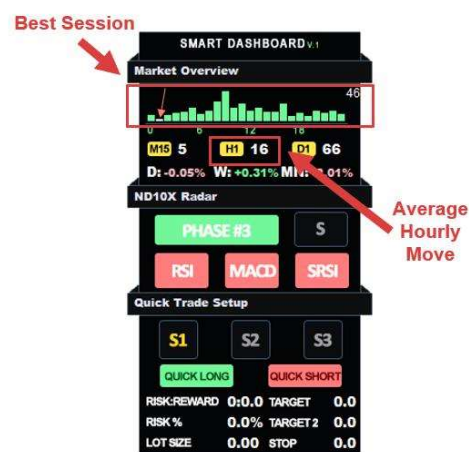 Best Session
SMART DASHBOARD V.1
Market Overview
46
0 6 12 18
M15 5 H1 16 D1 66
D: -0.05% W: +0.31% MN: .01%
ND10X Radar
PHASE #3 S
RSI MACD SRSI
Average
Hourly
Move
Quick Trade Setup
S1 S2 S3
QUICK LONG QUICK SHORT
RISK:REWARD 0:0.0 TARGET 0.0
RISK % 0.0% TARGET 2 0.0
LOT SIZE 0.00 STOP 0.0